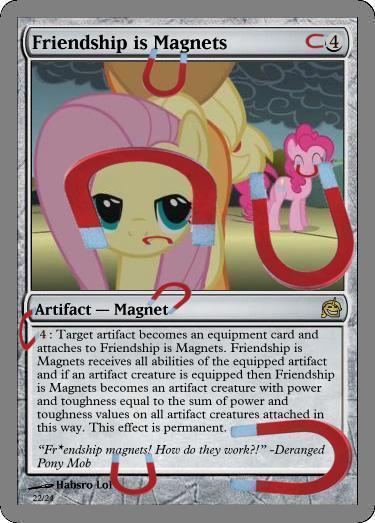 Friendship is Magnets 4
Artifact — Magnet
4 : Target artifact becomes an equipment card and
attaches to Friendship is Magnets. Friendship is
Magnets receives all abilities of the equipped artifact
and if an artifact creature is equipped then Friendship
is Magnets becomes an artifact creature with power
and toughness equal to the sum of power and
toughness values on all artifact creatures attached in
this way. This effect is permanent.
“Fr*endship magnets! How do they work?!” -Deranged
Pony Mob
Habsro Lol
22/24